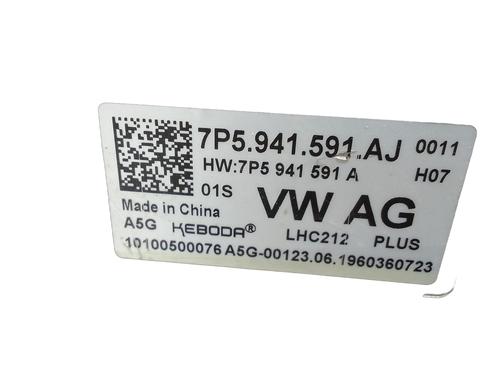 7P5.941.591.AJ 0011
HW:7P5 941 591 A H07
01S VW AG
Made in China
A5G KEBODA® LHC212 PLUS
10100500076 A5G-00123.06.1960360723